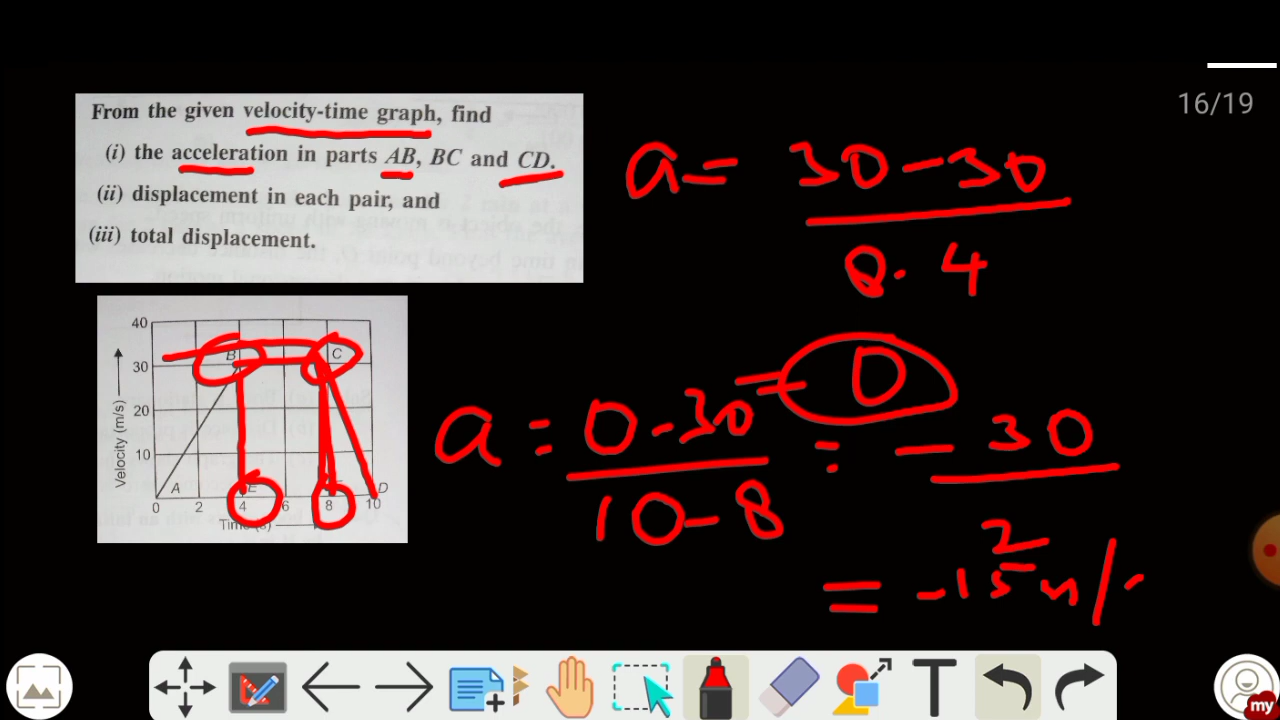 16/19
From the given velocity-time graph, find
(i) the acceleration in parts AB, BC and CD.
(ii) displacement in each pair, and
(iii) total displacement.
a = 30-30
8-4
= 0
a = 0-30 = -30
10-8 2
= -15 m/
40
30
20
10
Velocity (m/s)
B C
A E D
0 2 4 6 8 10
Time (s)
T
my